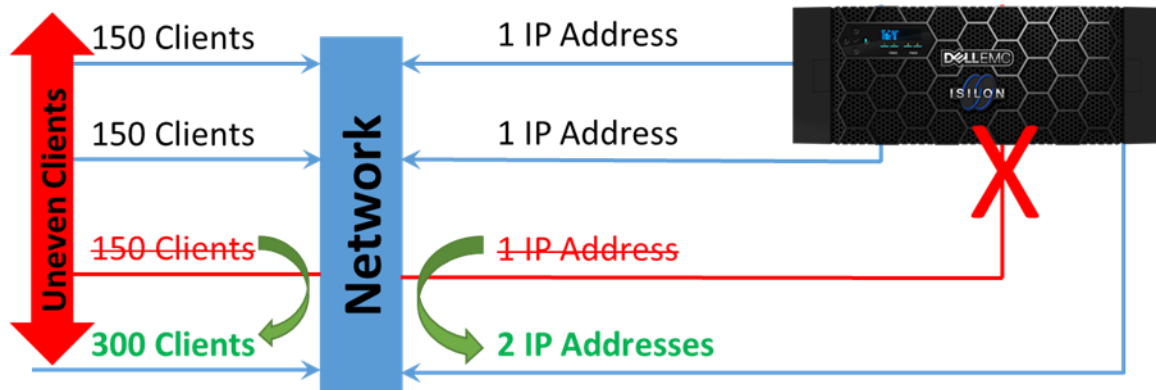 150 Clients
1 IP Address
DELLEMC
ISILON
150 Clients
1 IP Address
150 Clients
1 IP Address
300 Clients
2 IP Addresses
Uneven Clients
Network